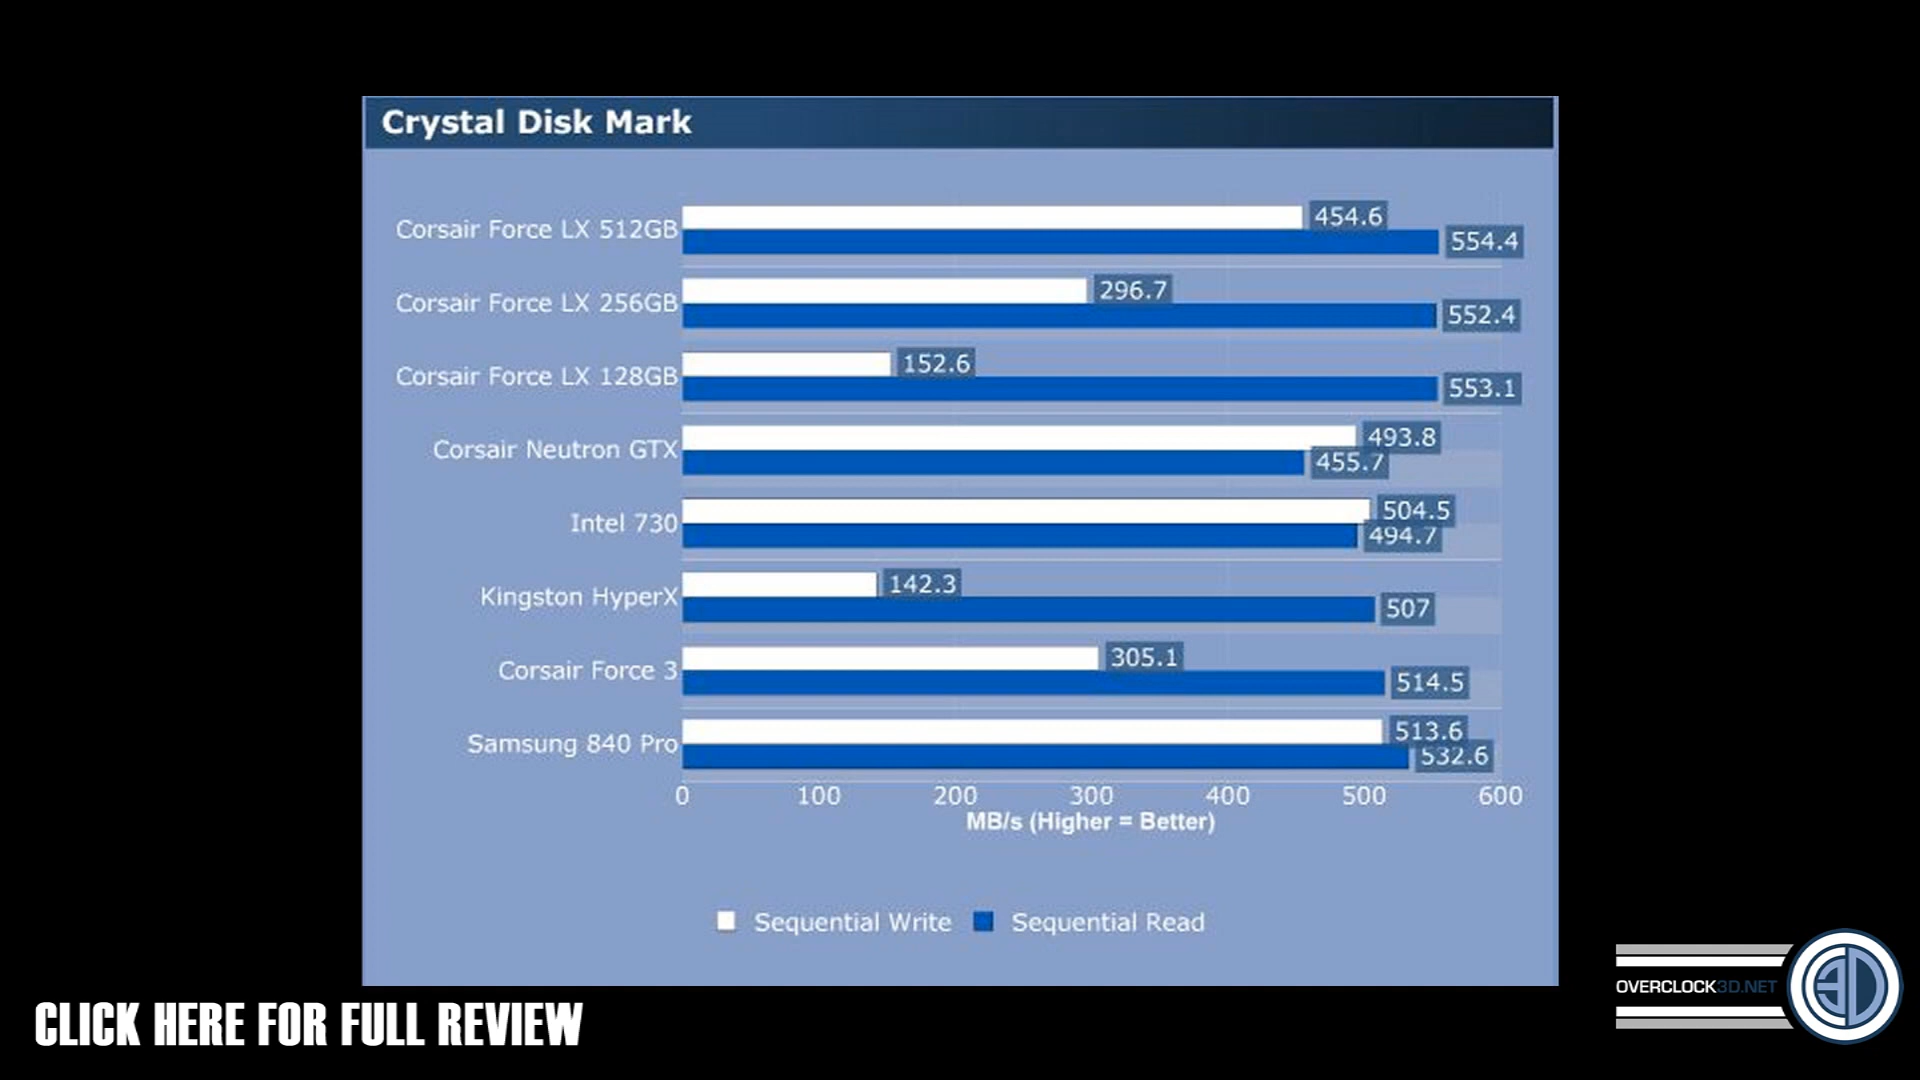 Crystal Disk Mark
Corsair Force LX 512GB
454.6
554.4
Corsair Force LX 256GB
296.7
552.4
Corsair Force LX 128GB
152.6
553.1
Corsair Neutron GTX
493.8
455.7
Intel 730
504.5
494.7
Kingston HyperX
142.3
507
Corsair Force 3
305.1
514.5
Samsung 840 Pro
513.6
532.6
0 100 200 300 400 500 600
MB/s (Higher = Better)
Sequential Write Sequential Read
CLICK HERE FOR FULL REVIEW
OVERCLOCK3D.NET
3D